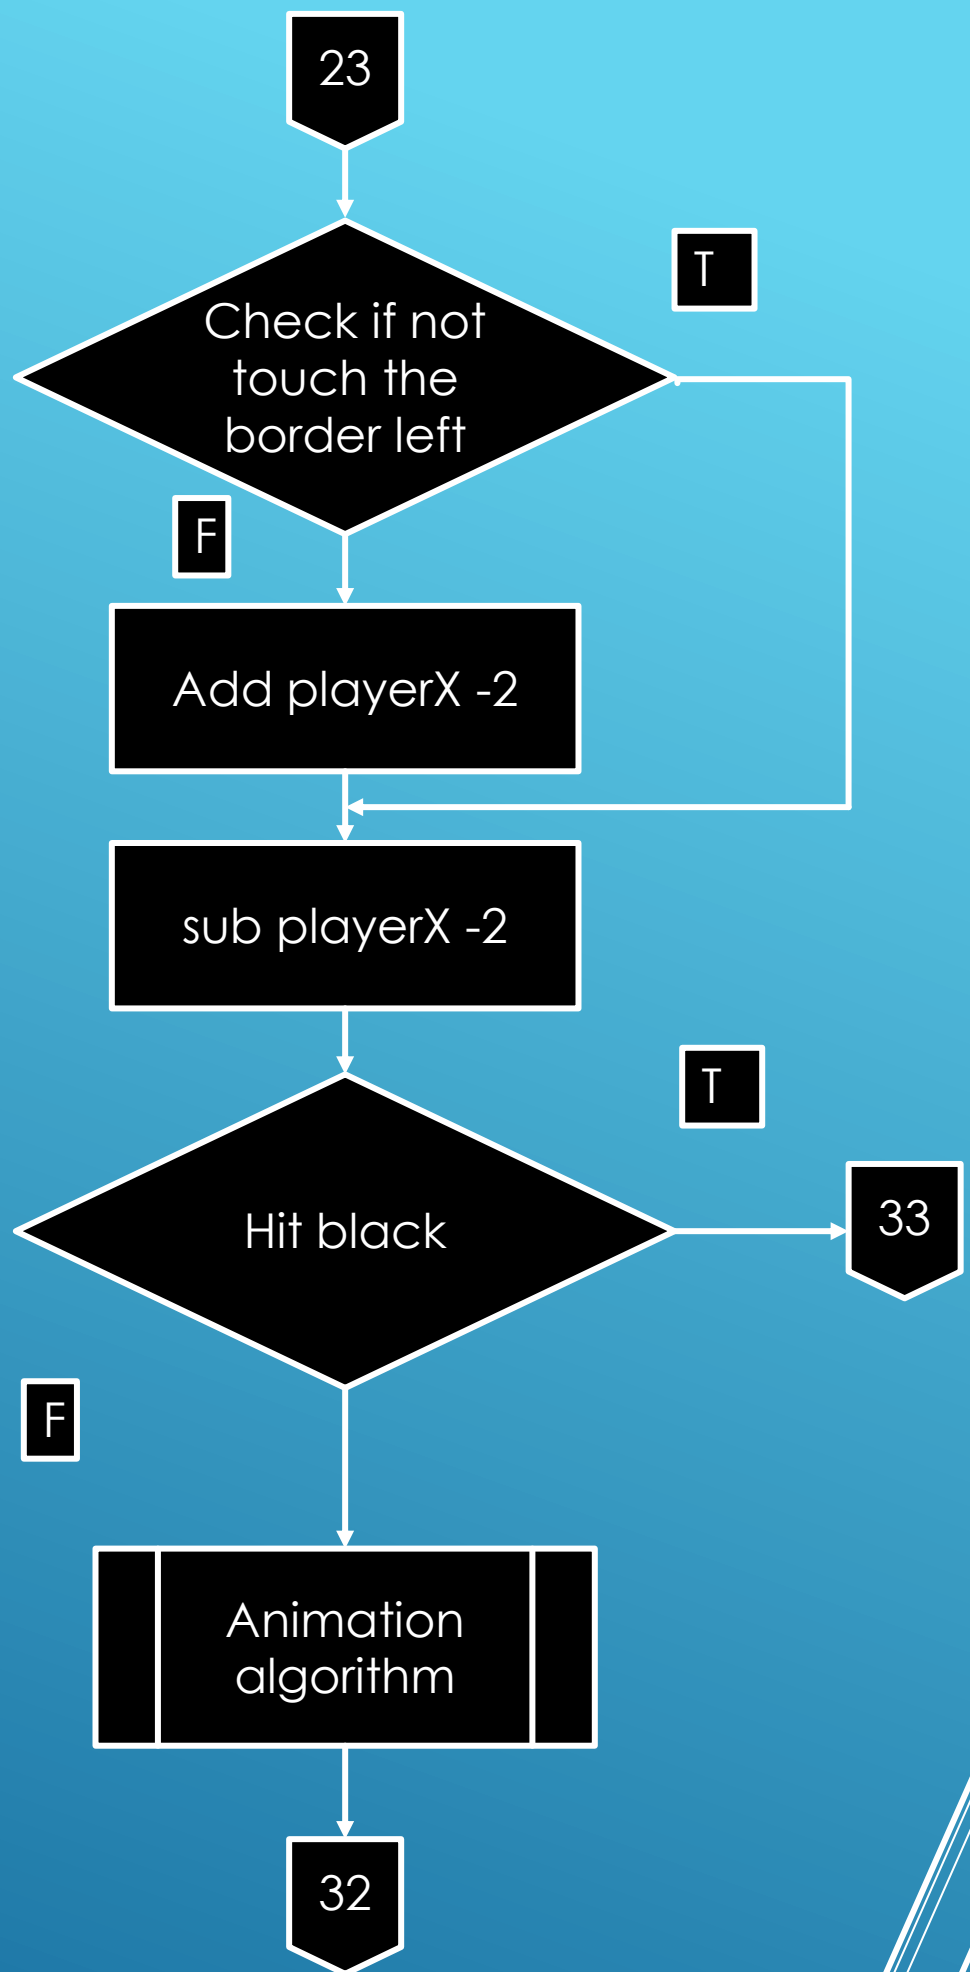 23
T
Check if not
touch the
border left
F
Add playerX -2
sub playerX -2
T
Hit black
33
F
Animation
algorithm
32